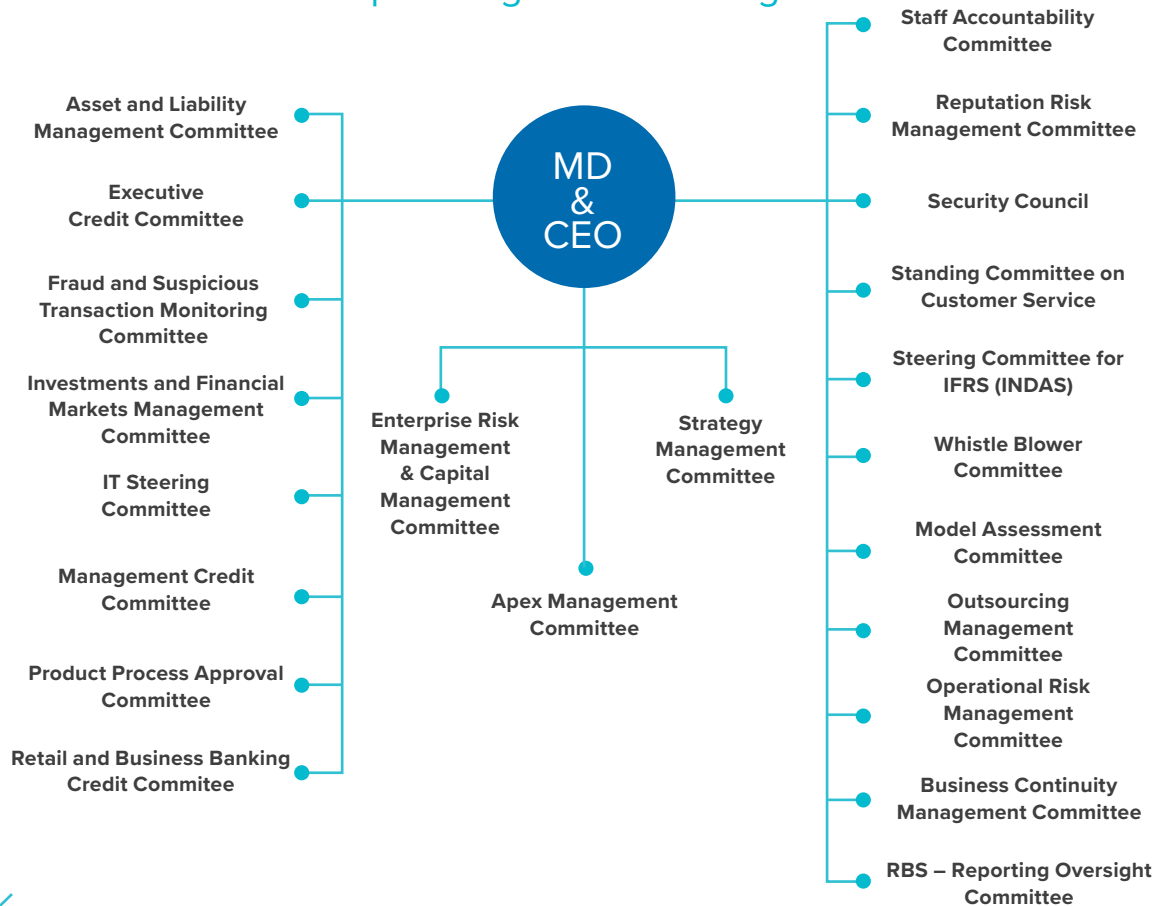 Asset and Liability
Management Committee
Executive
Credit Committee
Fraud and Suspicious
Transaction Monitoring
Committee
Investments and Financial
Markets Management
Committee
IT Steering
Committee
Management Credit
Committee
Product Process Approval
Committee
Retail and Business Banking
Credit Commitee
MD
&
CEO
Enterprise Risk
Management
& Capital
Management
Committee
Apex Management
Committee
Strategy
Management
Committee
Staff Accountability
Committee
Reputation Risk
Management Committee
Security Council
Standing Committee on
Customer Service
Steering Committee for
IFRS (INDAS)
Whistle Blower
Committee
Model Assessment
Committee
Outsourcing
Management
Committee
Operational Risk
Management
Committee
Business Continuity
Management Committee
RBS – Reporting Oversight
Committee